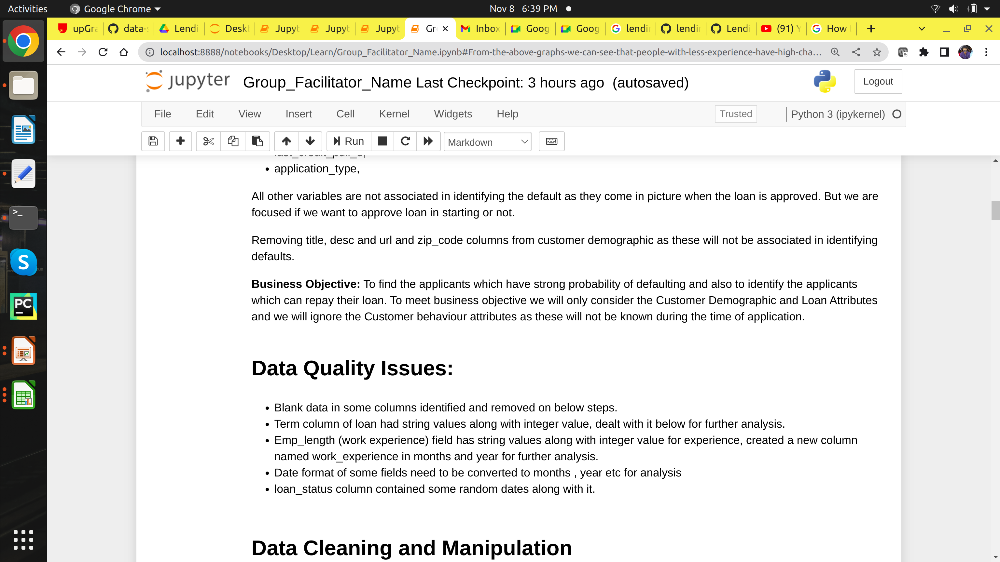 Activities Google Chrome Nov 8 6:39 PM
upGra data-s Lendi Deskt Jupyt Jupyt Jupyt Gr Inbox Goog Goog lendin lendin Lendi (91) Y How
localhost:8888/notebooks/Desktop/Learn/Group_Facilitator_Name.ipynb#From-the-above-graphs-we-can-see-that-people-with-less-experience-have-high-cha...
jupyter Group_Facilitator_Name Last Checkpoint: 3 hours ago (autosaved) Logout
File Edit View Insert Cell Kernel Widgets Help Trusted Python 3 (ipykernel)
Run Markdown
• application_type,
All other variables are not associated in identifying the default as they come in picture when the loan is approved. But we are
focused if we want to approve loan in starting or not.
Removing title, desc and url and zip_code columns from customer demographic as these will not be associated in identifying
defaults.
Business Objective: To find the applicants which have strong probability of defaulting and also to identify the applicants
which can repay their loan. To meet business objective we will only consider the Customer Demographic and Loan Attributes
and we will ignore the Customer behaviour attributes as these will not be known during the time of application.
Data Quality Issues:
• Blank data in some columns identified and removed on below steps.
• Term column of loan had string values along with integer value, dealt with it below for further analysis.
• Emp_length (work experience) field has string values along with integer value for experience, created a new column
named work_experience in months and year for further analysis.
• Date format of some fields need to be converted to months , year etc for analysis
• loan_status column contained some random dates along with it.
Data Cleaning and Manipulation